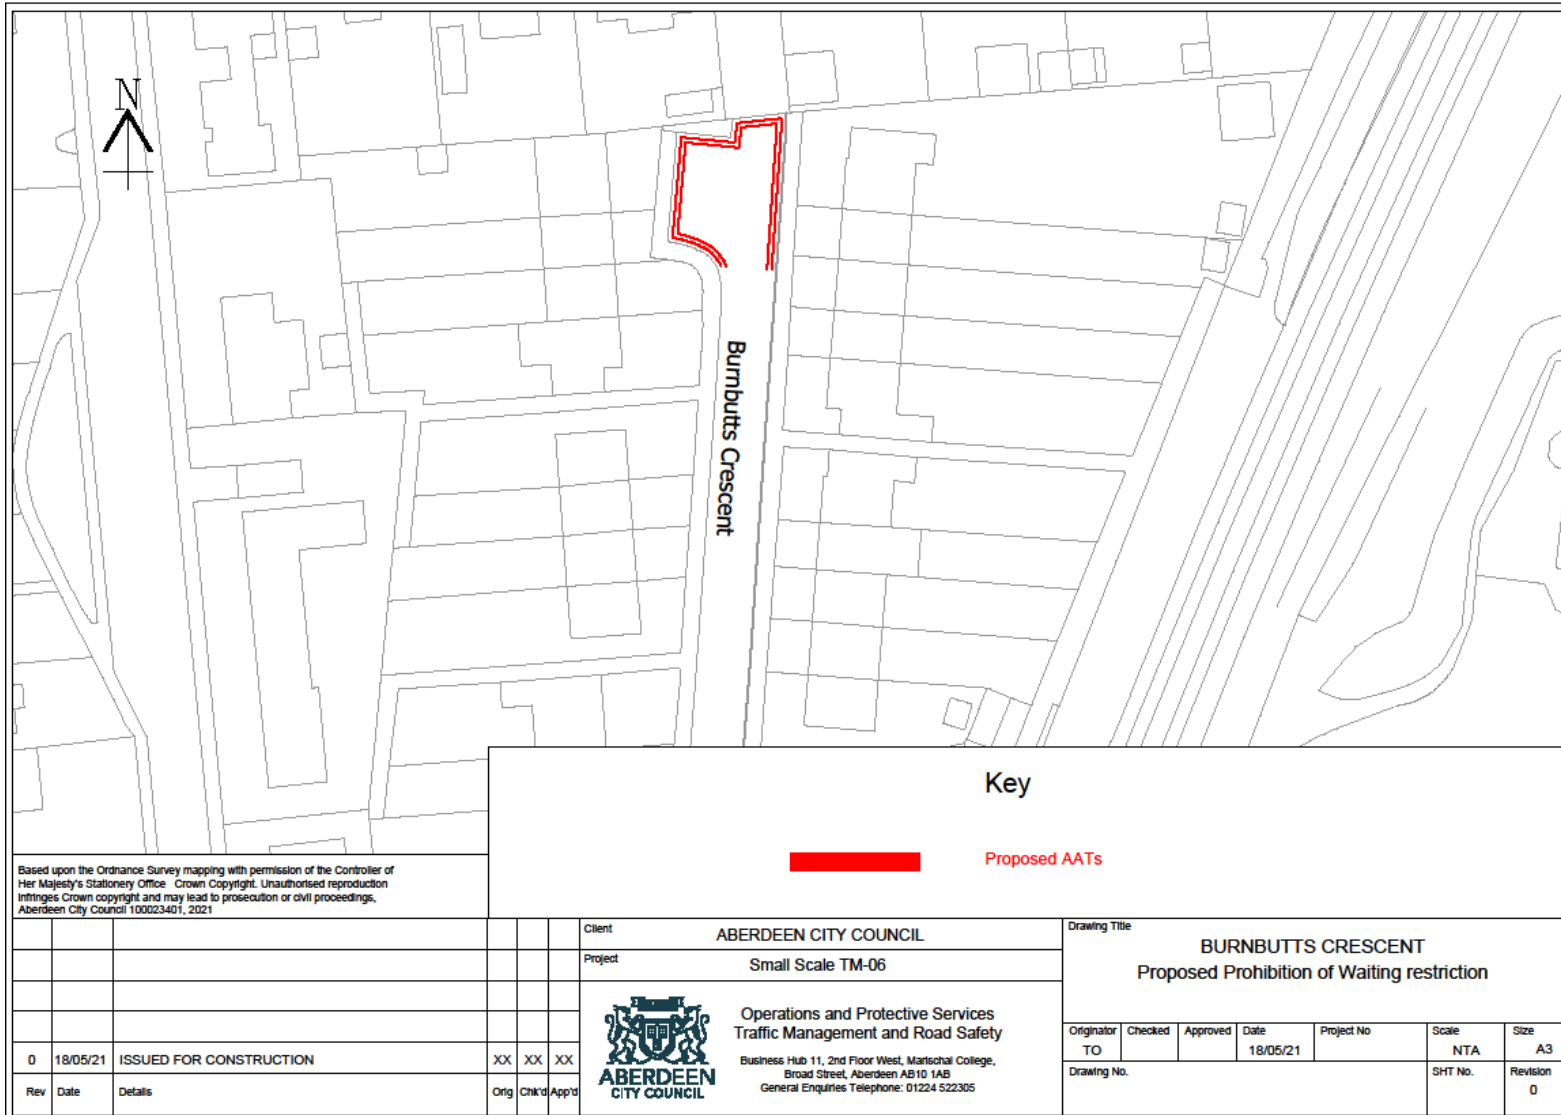 N
Burnbutts Crescent
Key
Proposed AATs
Based upon the Ordnance Survey mapping with permission of the Controller of
Her Majesty's Stationery Office Crown Copyright. Unauthorised reproduction
infringes Crown copyright and may lead to prosecution or civil proceedings,
Aberdeen City Council 100023401, 2021
Client
ABERDEEN CITY COUNCIL
Project
Small Scale TM-06
ABERDEEN
CITY COUNCIL
Operations and Protective Services
Traffic Management and Road Safety
Business Hub 11, 2nd Floor West, Marischal College,
Broad Street, Aberdeen AB10 1AB
General Enquiries Telephone: 01224 522305
Drawing Title
BURNBUTTS CRESCENT
Proposed Prohibition of Waiting restriction
Originator Checked Approved Date Project No Scale Size
TO 18/05/21 NTA A3
Drawing No. SHT No. Revision
0
0 18/05/21 ISSUED FOR CONSTRUCTION XX XX XX
Rev Date Details Orig Chk'd App'd